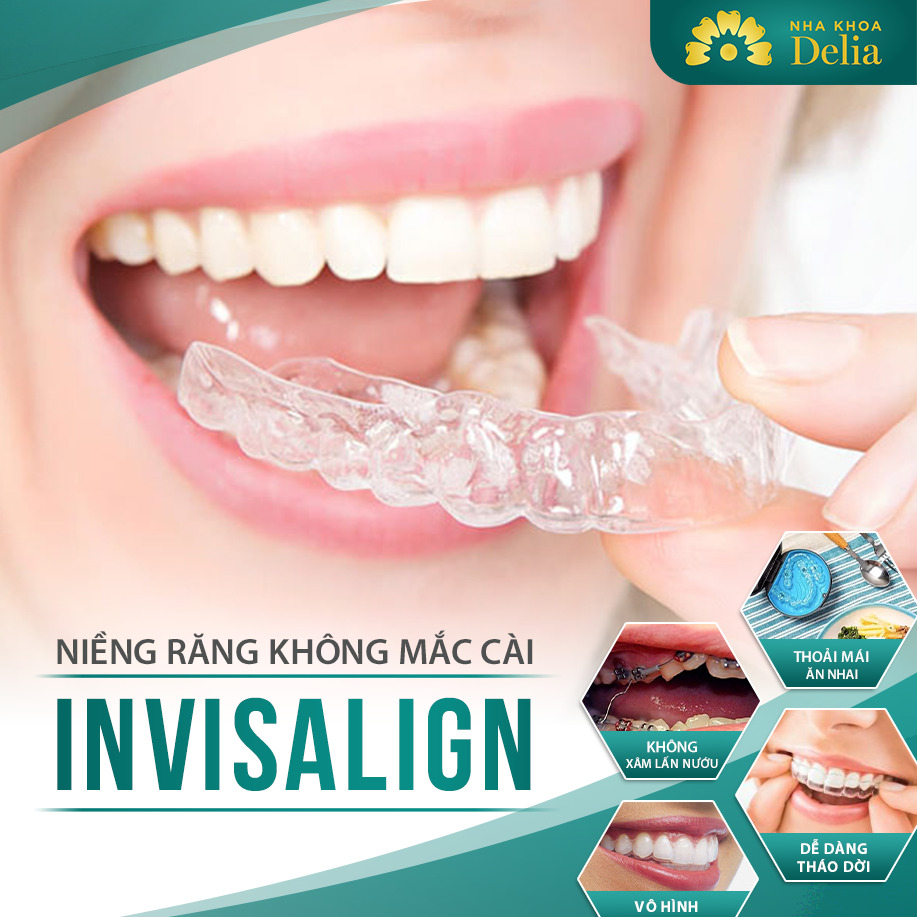 NHA KHOA
Delia
NIỀNG RĂNG KHÔNG MẮC CÀI
INVISALIGN
THOẢI MÁI
ĂN NHAI
KHÔNG
XÂM LẤN NƯỚU
DỄ DÀNG
THÁO DỜI
VÔ HÌNH